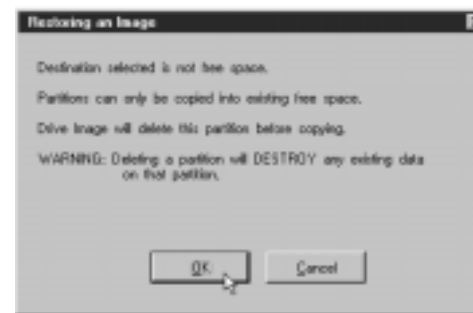 Restoring an Image
Destination selected is not free space.
Partitions can only be copied into existing free space.
Drive Image will delete this partition before copying.
WARNING: Deleting a partition will DESTROY any existing data
on that partition.
OK
Cancel